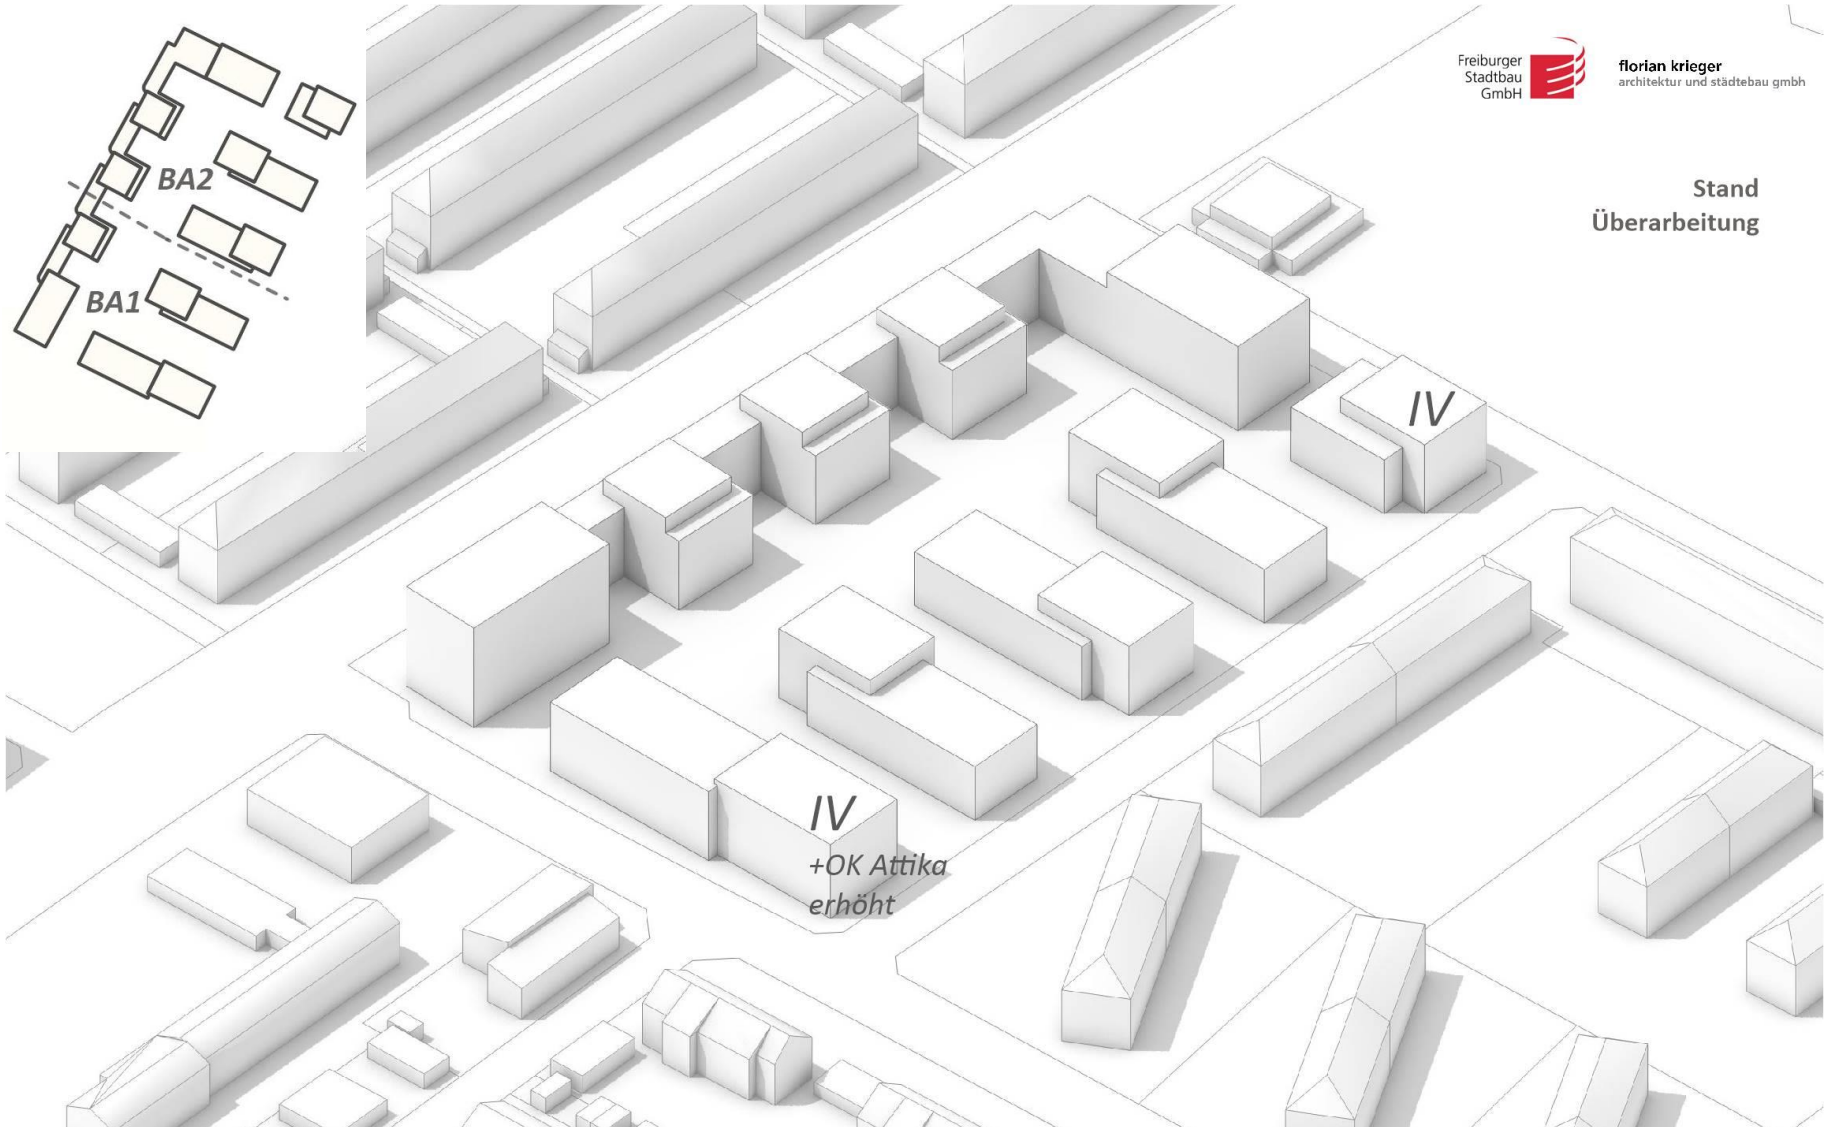 Freiburger
Stadtbau
GmbH
florian krieger
architektur und städtebau gmbh
Stand
Überarbeitung
BA2
BA1
IV
IV
+OK Attika
erhöht